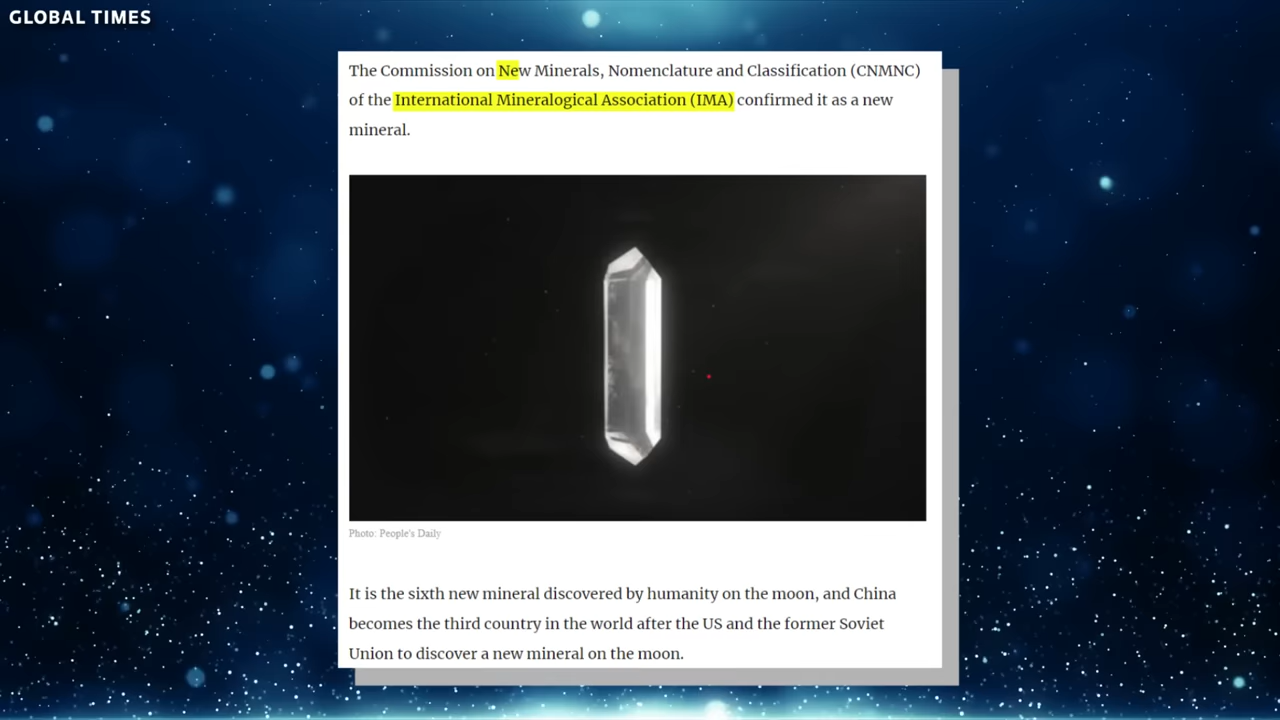 GLOBAL TIMES
The Commission on New Minerals, Nomenclature and Classification (CNMNC)
of the International Mineralogical Association (IMA) confirmed it as a new
mineral.
Photo: People's Daily
It is the sixth new mineral discovered by humanity on the moon, and China
becomes the third country in the world after the US and the former Soviet
Union to discover a new mineral on the moon.